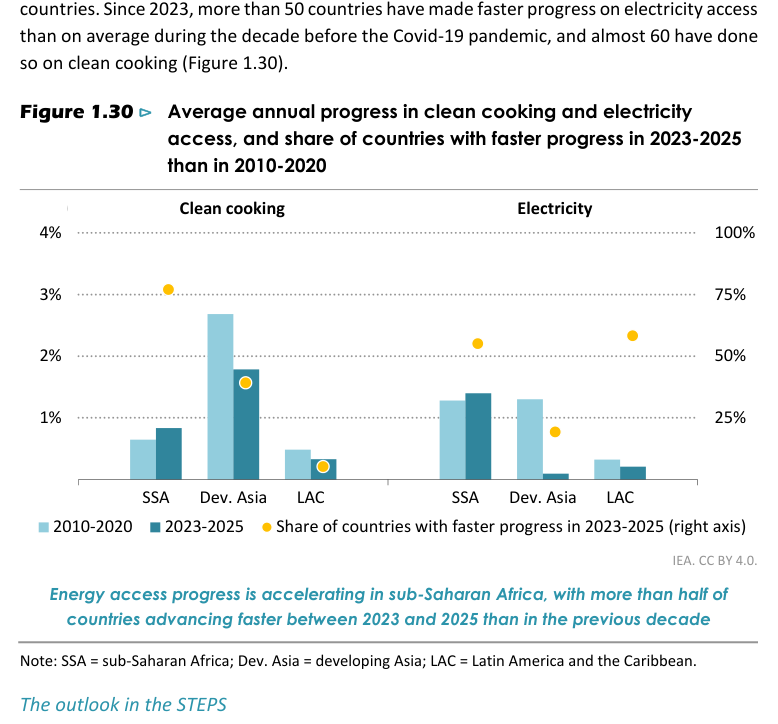 countries. Since 2023, more than 50 countries have made faster progress on electricity access
than on average during the decade before the Covid-19 pandemic, and almost 60 have done
so on clean cooking (Figure 1.30).
Figure 1.30 ▷ Average annual progress in clean cooking and electricity
access, and share of countries with faster progress in 2023-2025
than in 2010-2020
Clean cooking Electricity
4% 100%
3% 75%
2% 50%
1% 25%
SSA Dev. Asia LAC SSA Dev. Asia LAC
2010-2020 2023-2025 Share of countries with faster progress in 2023-2025 (right axis)
IEA. CC BY 4.0.
Energy access progress is accelerating in sub-Saharan Africa, with more than half of
countries advancing faster between 2023 and 2025 than in the previous decade
Note: SSA = sub-Saharan Africa; Dev. Asia = developing Asia; LAC = Latin America and the Caribbean.
The outlook in the STEPS